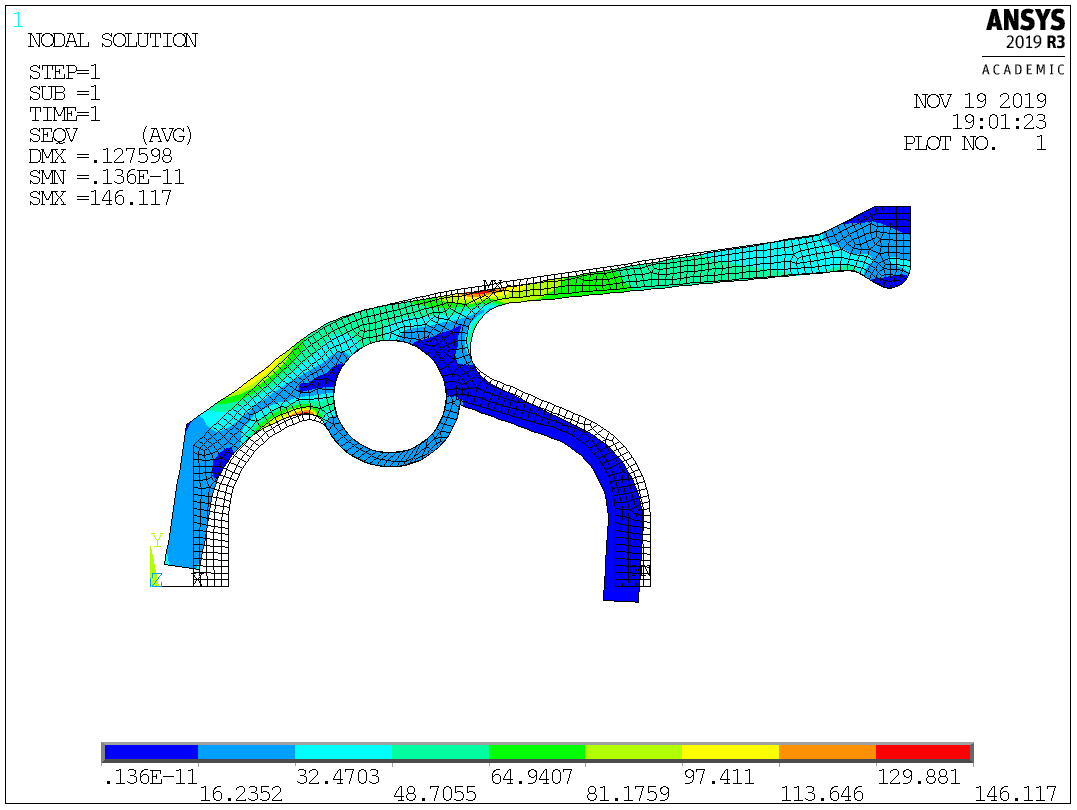 1
NODAL SOLUTION
STEP=1
SUB =1
TIME=1
SEQV (AVG)
DMX =.127598
SMN =.136E-11
SMX =146.117
ANSYS
2019 R3
ACADEMIC
NOV 19 2019
19:01:23
PLOT NO. 1
MX
Y
Z
X
.136E-11
16.2352
32.4703
48.7055
64.9407
81.1759
97.411
113.646
129.881
146.117